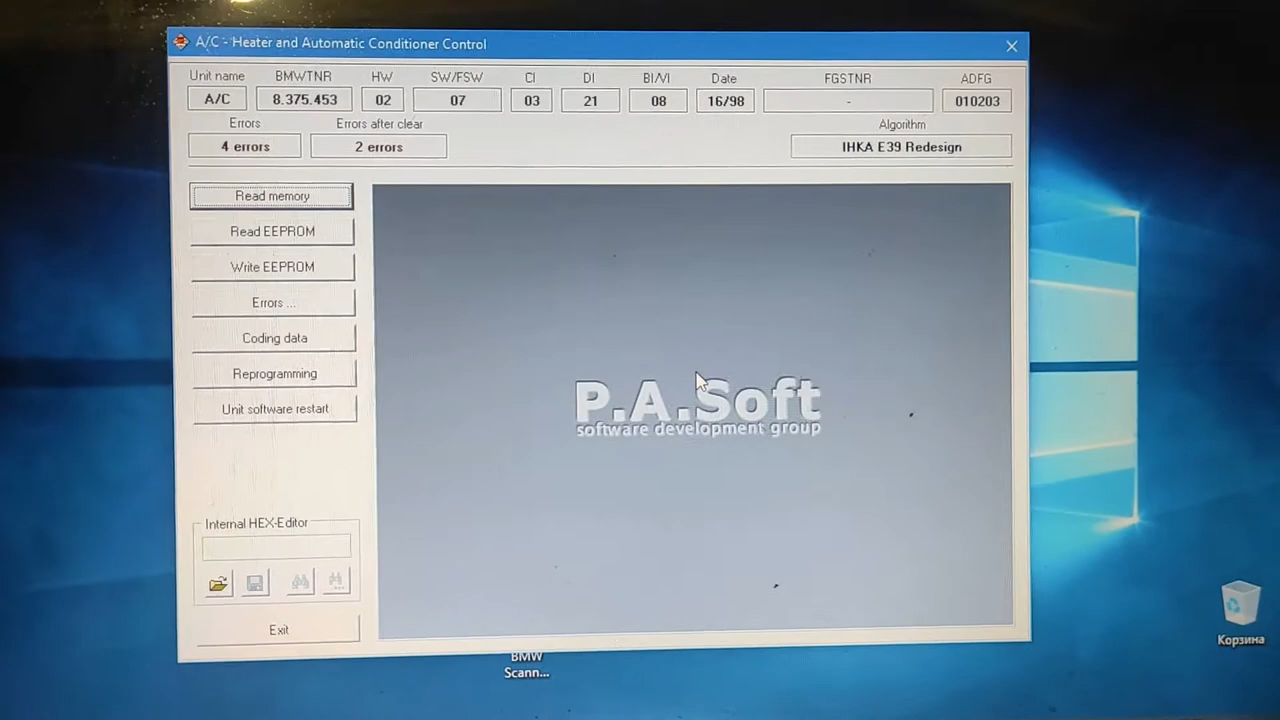 A/C - Heater and Automatic Conditioner Control
Unit name BMWTNR HW SW/FSW CI DI BI/VI Date FGSTNR ADFG
A/C 8.375.453 02 07 03 21 08 16/98 - 010203
Errors Errors after clear Algorithm
4 errors 2 errors IHKA E39 Redesign
Read memory
Read EEPROM
Write EEPROM
Errors ...
Coding data
Reprogramming
Unit software restart
P.A.Soft
software development group
Internal HEX-Editor
Exit
BMW
Scann...
Корзина